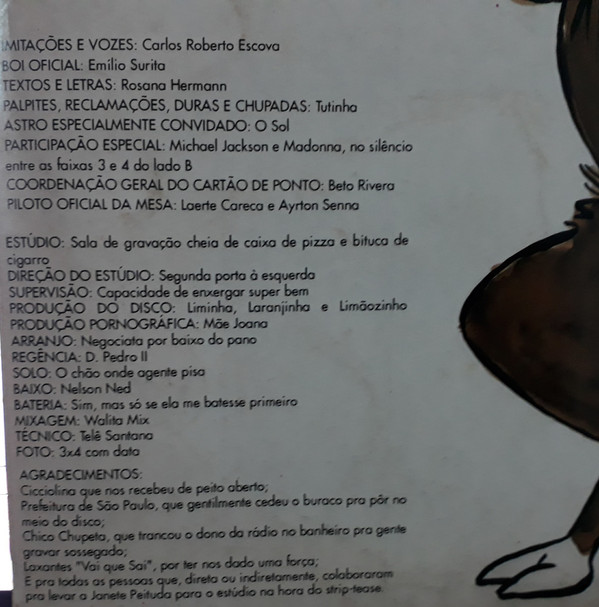 IMITAÇÕES E VOZES: Carlos Roberto Escova
BOI OFICIAL: Emílio Surita
TEXTOS E LETRAS: Rosana Hermann
PALPITES, RECLAMAÇÕES, DURAS E CHUPADAS: Tutinha
ASTRO ESPECIALMENTE CONVIDADO: O Sol
PARTICIPAÇÃO ESPECIAL: Michael Jackson e Madonna, no silêncio
entre as faixas 3 e 4 do lado B
COORDENAÇÃO GERAL DO CARTÃO DE PONTO: Beto Rivera
PILOTO OFICIAL DA MESA: Laerte Careca e Ayrton Senna
ESTÚDIO: Sala de gravação cheia de caixa de pizza e bituca de
cigarro
DIREÇÃO DO ESTÚDIO: Segunda porta à esquerda
SUPERVISÃO: Capacidade de enxergar super bem
PRODUÇÃO DO DISCO: Liminha, Laranjinha e Limãozinho
PRODUÇÃO PORNOGRÁFICA: Mãe Joana
ARRANJO: Negociata por baixo do pano
REGÊNCIA: D. Pedro II
SOLO: O chão onde agente pisa
BAIXO: Nelson Ned
BATERIA: Sim, mas só se ela me batesse primeiro
MIXAGEM: Walita Mix
TÉCNICO: Telê Santana
FOTO: 3x4 com data
AGRADECIMENTOS:
Cicciolina que nos recebeu de peito aberto;
Prefeitura de São Paulo, que gentilmente cedeu o buraco pra pôr no
meio do disco;
Chico Chupeta, que trancou o dono da rádio no banheiro pra gente
gravar sossegado;
Laxantes "Vai que Sai", por ter nos dado uma força;
E pra todas as pessoas que, direta ou indiretamente, colaboraram
pra levar a Janete Peituda para o estúdio na hora do strip-tease.